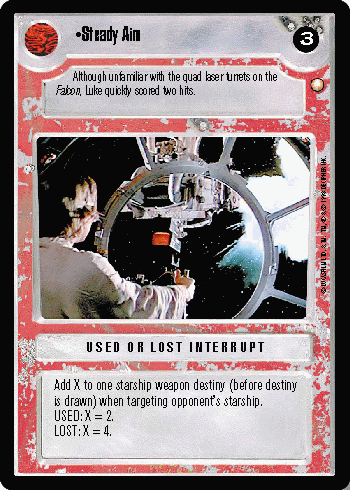 •Steady Aim
3
Although unfamiliar with the quad laser turrets on the
Falcon, Luke quickly scored two hits.
USED OR LOST INTERRUPT
Add X to one starship weapon destiny (before destiny
is drawn) when targeting opponent's starship.
USED: X = 2.
LOST: X = 4.